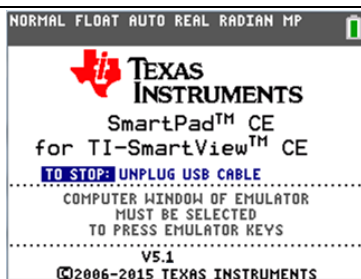 NORMAL FLOAT AUTO REAL RADIAN MP
TEXAS
INSTRUMENTS
SmartPad™ CE
for TI-SmartView™ CE
TO STOP: UNPLUG USB CABLE
COMPUTER WINDOW OF EMULATOR
MUST BE SELECTED
TO PRESS EMULATOR KEYS
V5.1
©2006-2015 TEXAS INSTRUMENTS